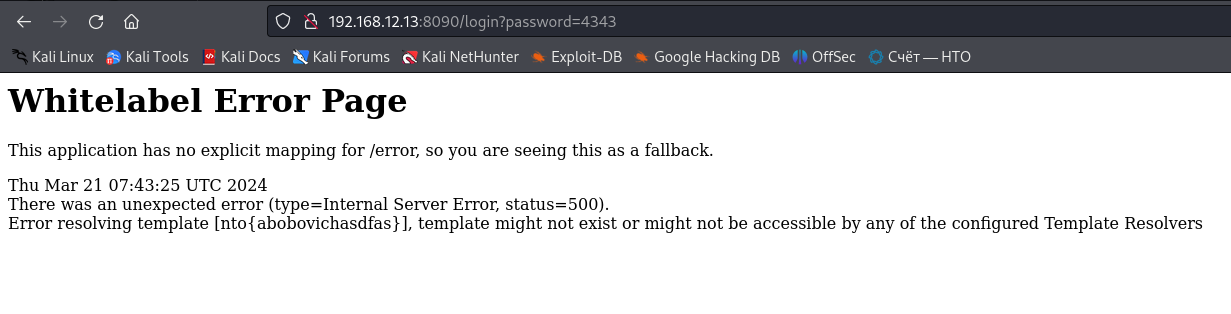 192.168.12.13:8090/login?password=4343
Kali Linux Kali Tools Kali Docs Kali Forums Kali NetHunter Exploit-DB Google Hacking DB OffSec Счёт — НТО
Whitelabel Error Page
This application has no explicit mapping for /error, so you are seeing this as a fallback.
Thu Mar 21 07:43:25 UTC 2024
There was an unexpected error (type=Internal Server Error, status=500).
Error resolving template [nto{abobovichasdfas}], template might not exist or might not be accessible by any of the configured Template Resolvers